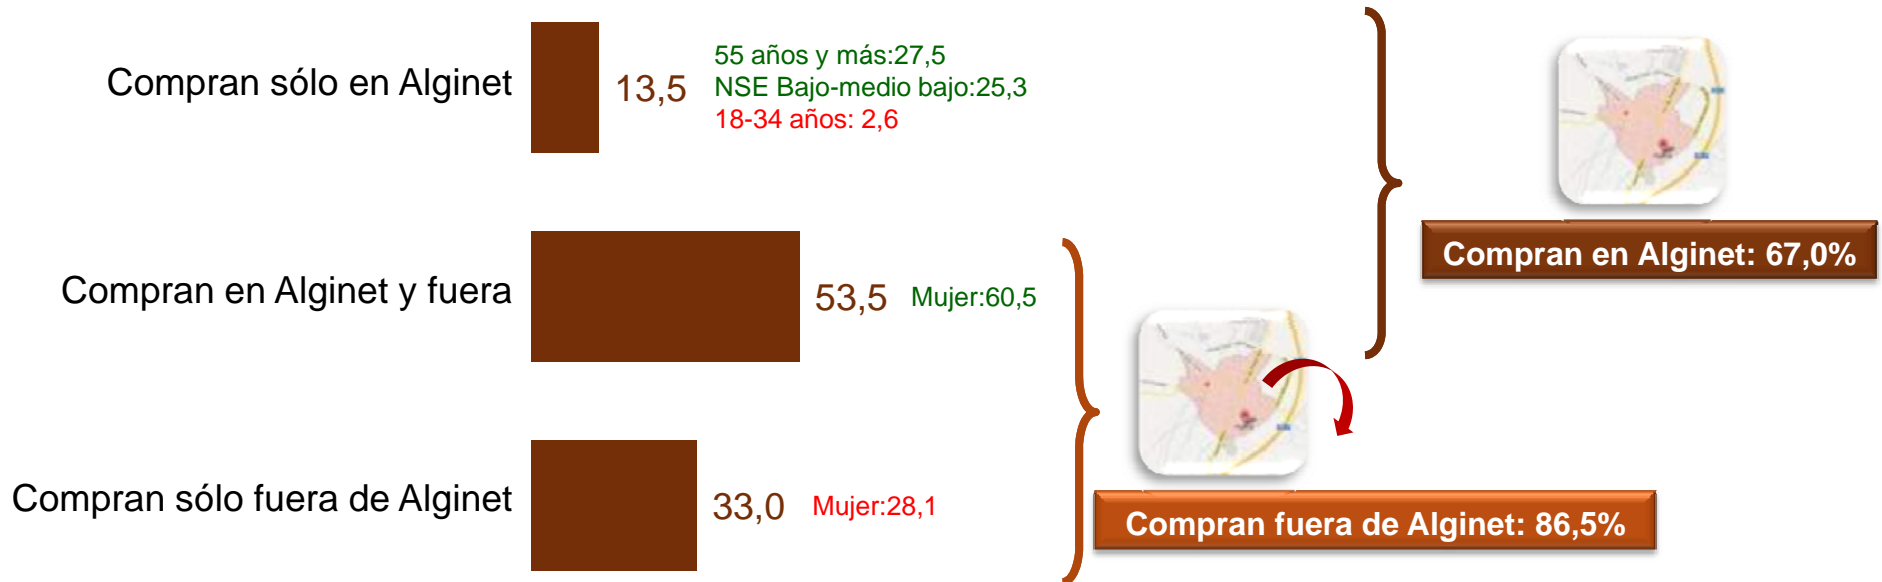 Compran sólo en Alginet
13,5
55 años y más:27,5
NSE Bajo-medio bajo:25,3
18-34 años: 2,6
Compran en Alginet: 67,0%
Compran en Alginet y fuera
53,5
Mujer:60,5
Compran sólo fuera de Alginet
33,0
Mujer:28,1
Compran fuera de Alginet: 86,5%